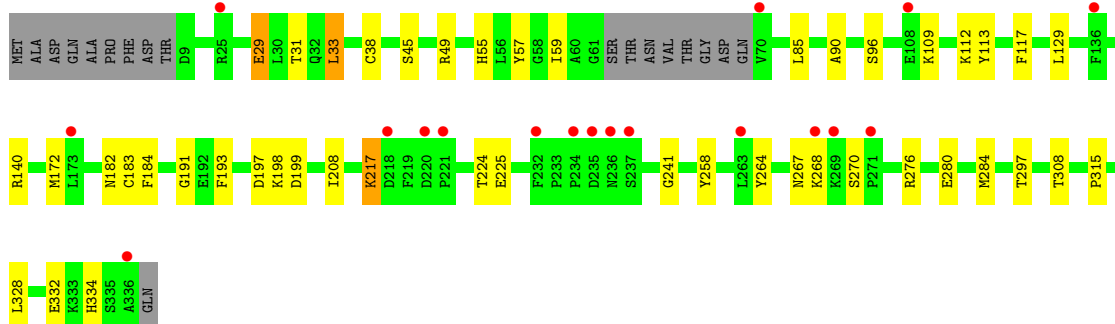 MET ALA ASP GLN ALA PRO PHE ASP THR D9 R25 E29 L30 T31 Q32 L33 C38 S45 R49 H55 L56 Y57 G58 I59 A60 G61 SER THR ASN VAL THR GLY ASP GLN V70 L85 A90 S96 E108 K109 K112 Y113 F117 L129 F136
R140 M172 L173 N182 C183 F184 G191 E192 F193 D197 K198 D199 I208 K217 D218 F219 D220 P221 T224 E225 F232 P233 P234 D235 N236 S237 G241 Y258 L263 Y264 N267 K268 K269 S270 P271 R276 E280 M284 T297 T308 P315
L328 E332 K333 H334 S335 A336 GLN